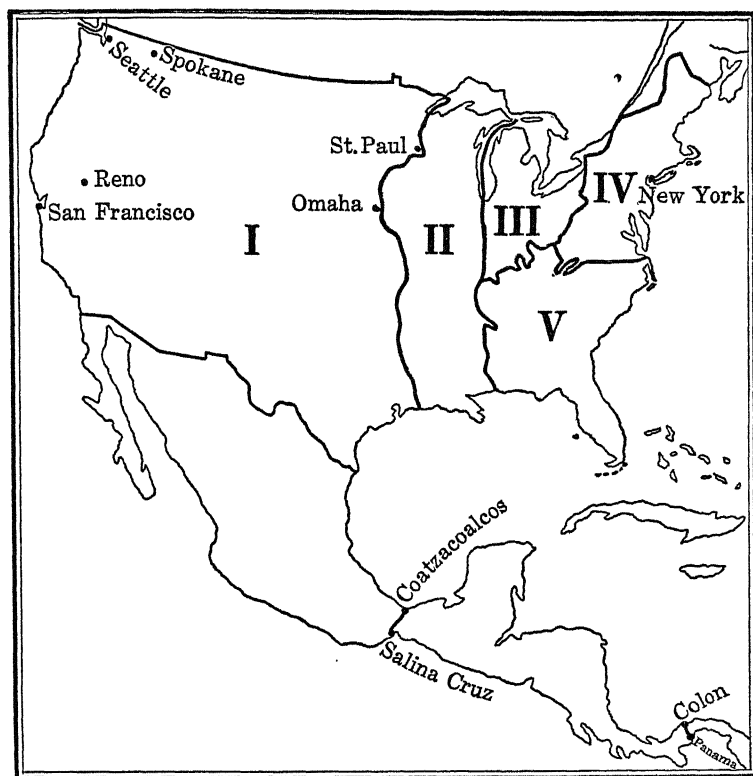 Seattle
Spokane
St. Paul
Reno
Omaha
San Francisco
I
II
III
IV
New York
V
Coatzacoalcos
Salina Cruz
Colon
Panama